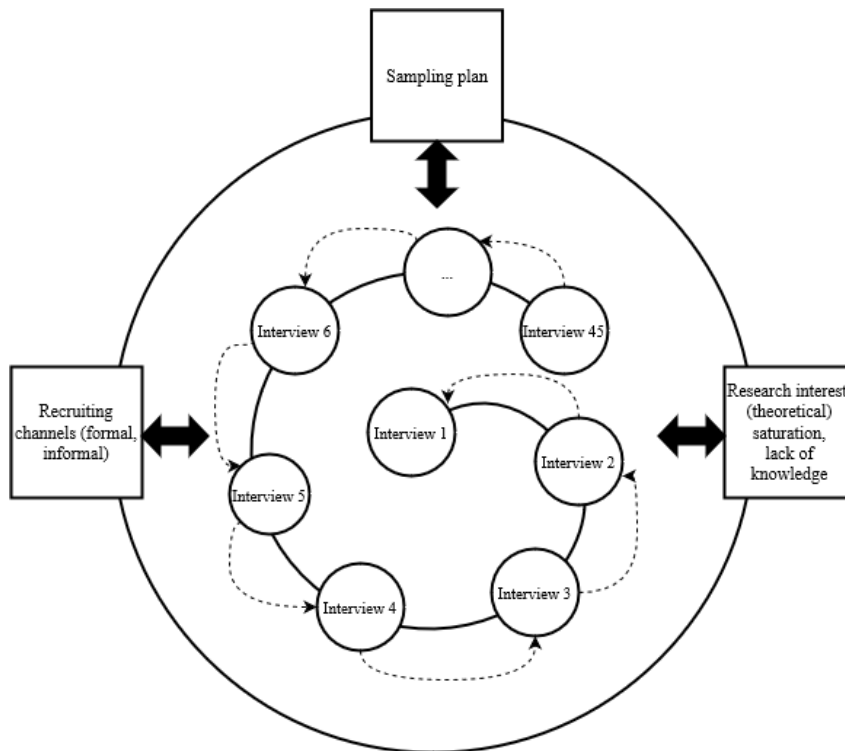 Sampling plan
...
Interview 6
Interview 45
Recruiting
channels (formal,
informal)
Interview 1
Research interest,
(theoretical)
saturation,
lack of
knowledge
Interview 2
Interview 5
Interview 4
Interview 3